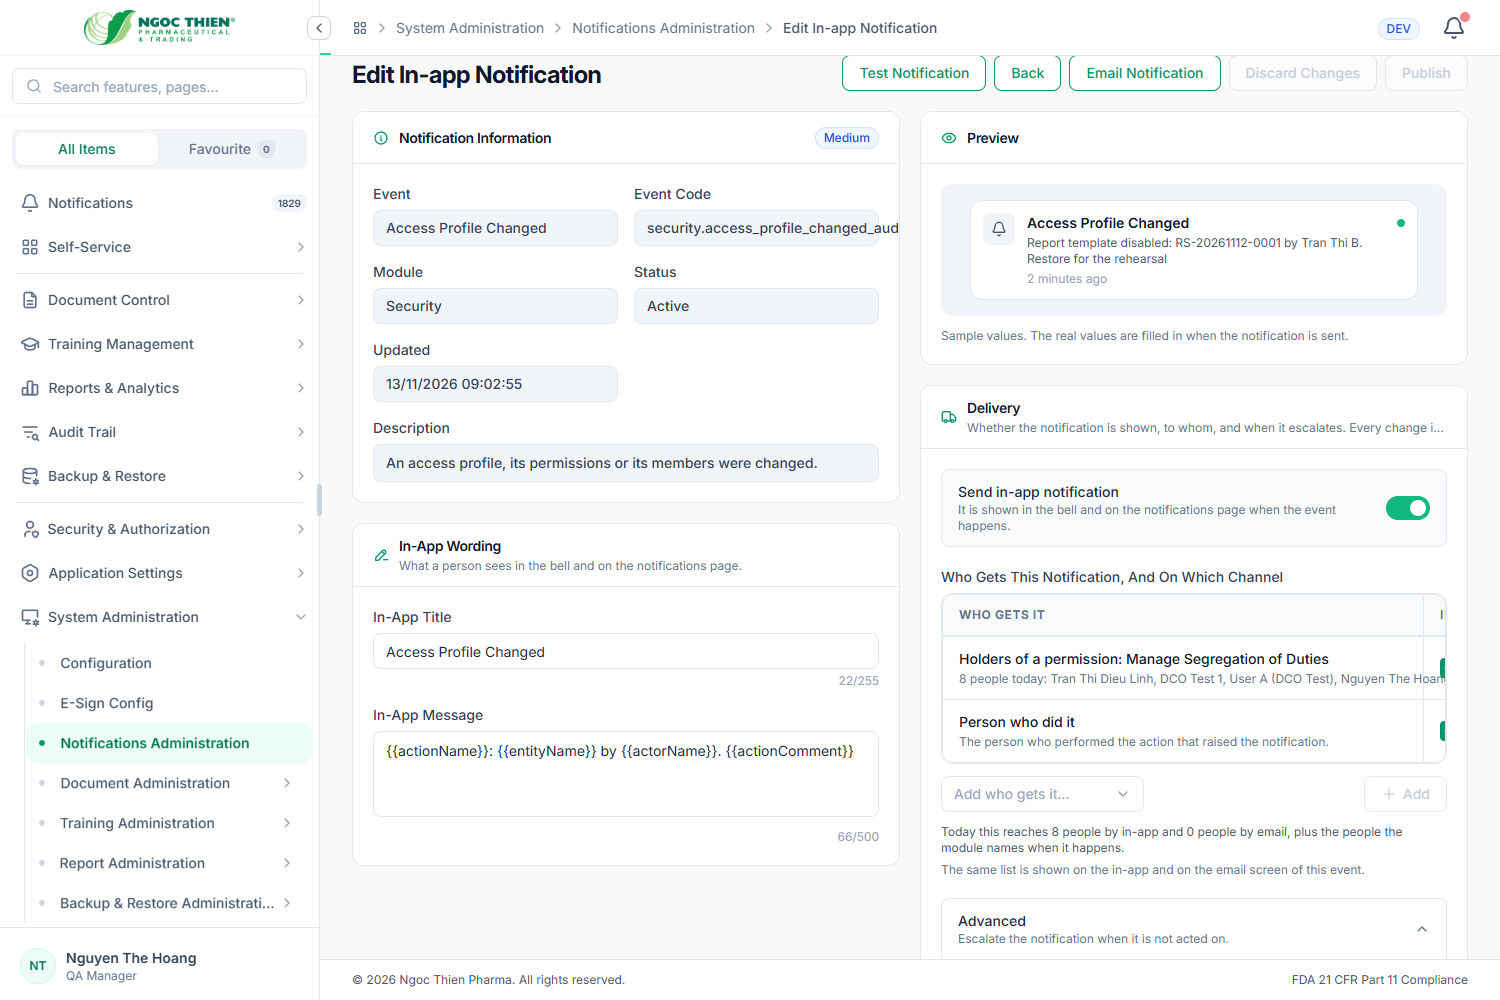 NGOC THIEN®
PHARMACEUTICAL
& TRADING
System Administration
Notifications Administration
Edit In-app Notification
DEV
Search features, pages...
All Items
Favourite 0
Notifications
1829
Self-Service
Document Control
Training Management
Reports & Analytics
Audit Trail
Backup & Restore
Security & Authorization
Application Settings
System Administration
Configuration
E-Sign Config
Notifications Administration
Document Administration
Training Administration
Report Administration
Backup & Restore Administrati...
NT
Nguyen The Hoang
QA Manager
Edit In-app Notification
Test Notification
Back
Email Notification
Discard Changes
Publish
Notification Information
Medium
Event
Event Code
Access Profile Changed
security.access_profile_changed_aud
Module
Status
Security
Active
Updated
13/11/2026 09:02:55
Description
An access profile, its permissions or its members were changed.
In-App Wording
What a person sees in the bell and on the notifications page.
In-App Title
Access Profile Changed
22/255
In-App Message
{{actionName}}: {{entityName}} by {{actorName}}. {{actionComment}}
66/500
Preview
Access Profile Changed
Report template disabled: RS-20261112-0001 by Tran Thi B.
Restore for the rehearsal
2 minutes ago
Sample values. The real values are filled in when the notification is sent.
Delivery
Whether the notification is shown, to whom, and when it escalates. Every change i...
Send in-app notification
It is shown in the bell and on the notifications page when the event
happens.
Who Gets This Notification, And On Which Channel
WHO GETS IT
Holders of a permission: Manage Segregation of Duties
8 people today: Tran Thi Dieu Linh, DCO Test 1, User A (DCO Test), Nguyen The Hoang
Person who did it
The person who performed the action that raised the notification.
Add who gets it...
+ Add
Today this reaches 8 people by in-app and 0 people by email, plus the people the
module names when it happens.
The same list is shown on the in-app and on the email screen of this event.
Advanced
Escalate the notification when it is not acted on.
© 2026 Ngoc Thien Pharma. All rights reserved.
FDA 21 CFR Part 11 Compliance